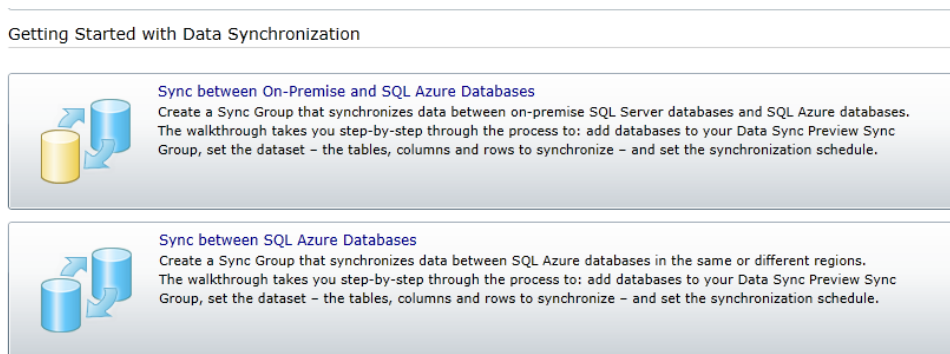 Getting Started with Data Synchronization
Sync between On-Premise and SQL Azure Databases
Create a Sync Group that synchronizes data between on-premise SQL Server databases and SQL Azure databases.
The walkthrough takes you step-by-step through the process to: add databases to your Data Sync Preview Sync
Group, set the dataset – the tables, columns and rows to synchronize – and set the synchronization schedule.
Sync between SQL Azure Databases
Create a Sync Group that synchronizes data between SQL Azure databases in the same or different regions.
The walkthrough takes you step-by-step through the process to: add databases to your Data Sync Preview Sync
Group, set the dataset – the tables, columns and rows to synchronize – and set the synchronization schedule.